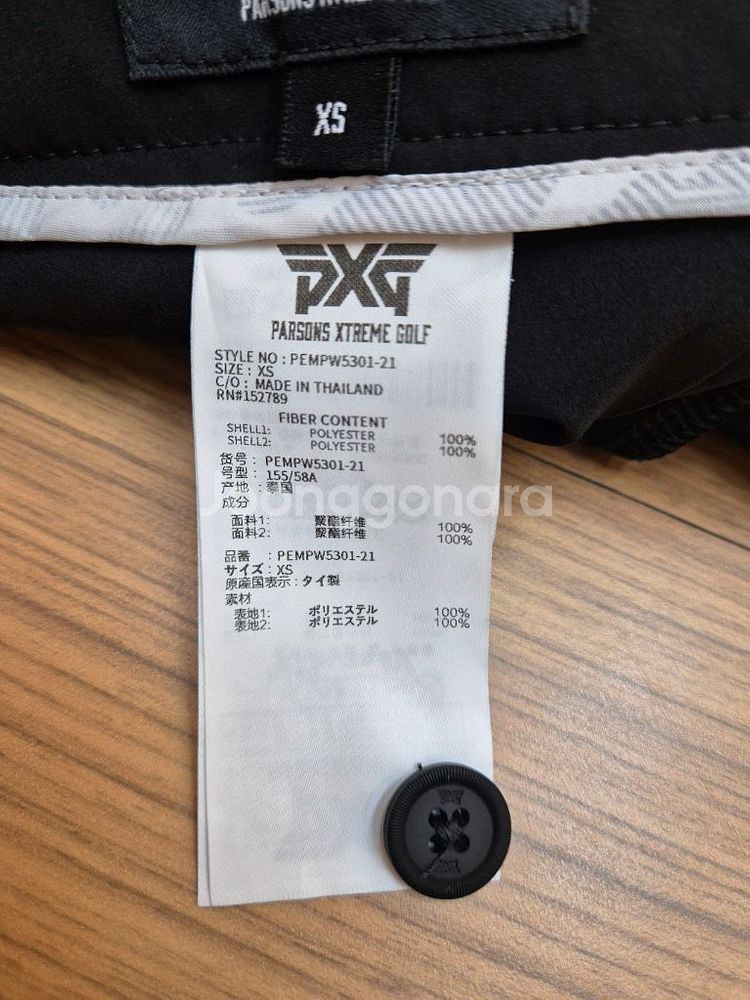 PARSONS XTREME GOLF
XS
PXG
PARSONS XTREME GOLF
STYLE NO : PEMPW5301-21
SIZE : XS
C/O : MADE IN THAILAND
RN#152789
FIBER CONTENT
SHELL1: POLYESTER 100%
SHELL2: POLYESTER 100%
货号 : PEMPW5301-21
号型 : 155/58A
产地 : 泰国
成分
面料1: 聚酯纤维 100%
面料2: 聚酯纤维 100%
品番 : PEMPW5301-21
サイズ : XS
原産国表示 : タイ製
素材
表地1: ポリエステル 100%
表地2: ポリエステル 100%